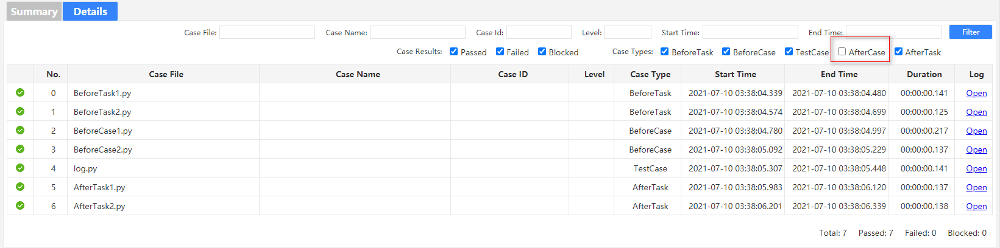 Summary Details
Case File: Case Name: Case Id: Level: Start Time: End Time: Filter
Case Results: Passed Failed Blocked Case Types: BeforeTask BeforeCase TestCase AfterCase AfterTask
No. Case File Case Name Case ID Level Case Type Start Time End Time Duration Log
0 BeforeTask1.py BeforeTask 2021-07-10 03:38:04.339 2021-07-10 03:38:04.480 00:00:00.141 Open
1 BeforeTask2.py BeforeTask 2021-07-10 03:38:04.574 2021-07-10 03:38:04.699 00:00:00.125 Open
2 BeforeCase1.py BeforeCase 2021-07-10 03:38:04.780 2021-07-10 03:38:04.997 00:00:00.217 Open
3 BeforeCase2.py BeforeCase 2021-07-10 03:38:05.092 2021-07-10 03:38:05.229 00:00:00.137 Open
4 log.py TestCase 2021-07-10 03:38:05.307 2021-07-10 03:38:05.448 00:00:00.141 Open
5 AfterTask1.py AfterTask 2021-07-10 03:38:05.983 2021-07-10 03:38:06.120 00:00:00.137 Open
6 AfterTask2.py AfterTask 2021-07-10 03:38:06.201 2021-07-10 03:38:06.339 00:00:00.138 Open
Total: 7 Passed: 7 Failed: 0 Blocked: 0